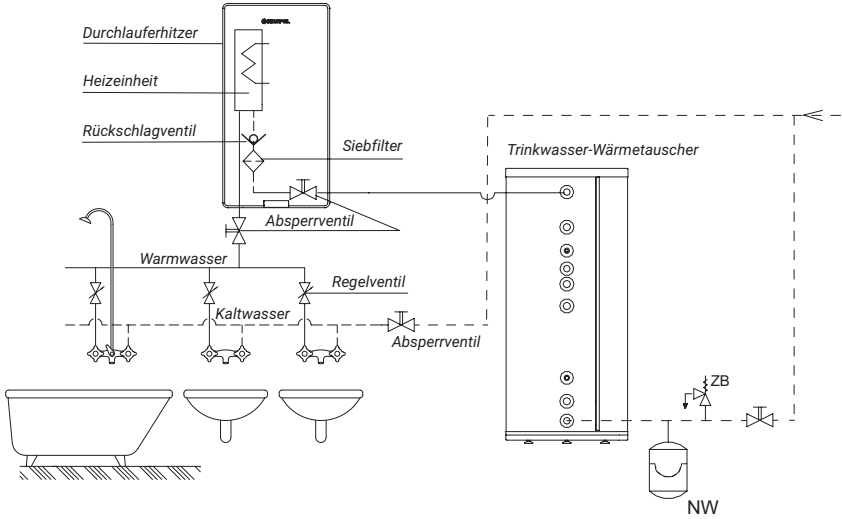 Durchlauferhitzer
Heizeinheit
Rückschlagventil
Siebfilter
Trinkwasser-Wärmetauscher
Absperrventil
Warmwasser
Regelventil
Kaltwasser
Absperrventil
ZB
NW